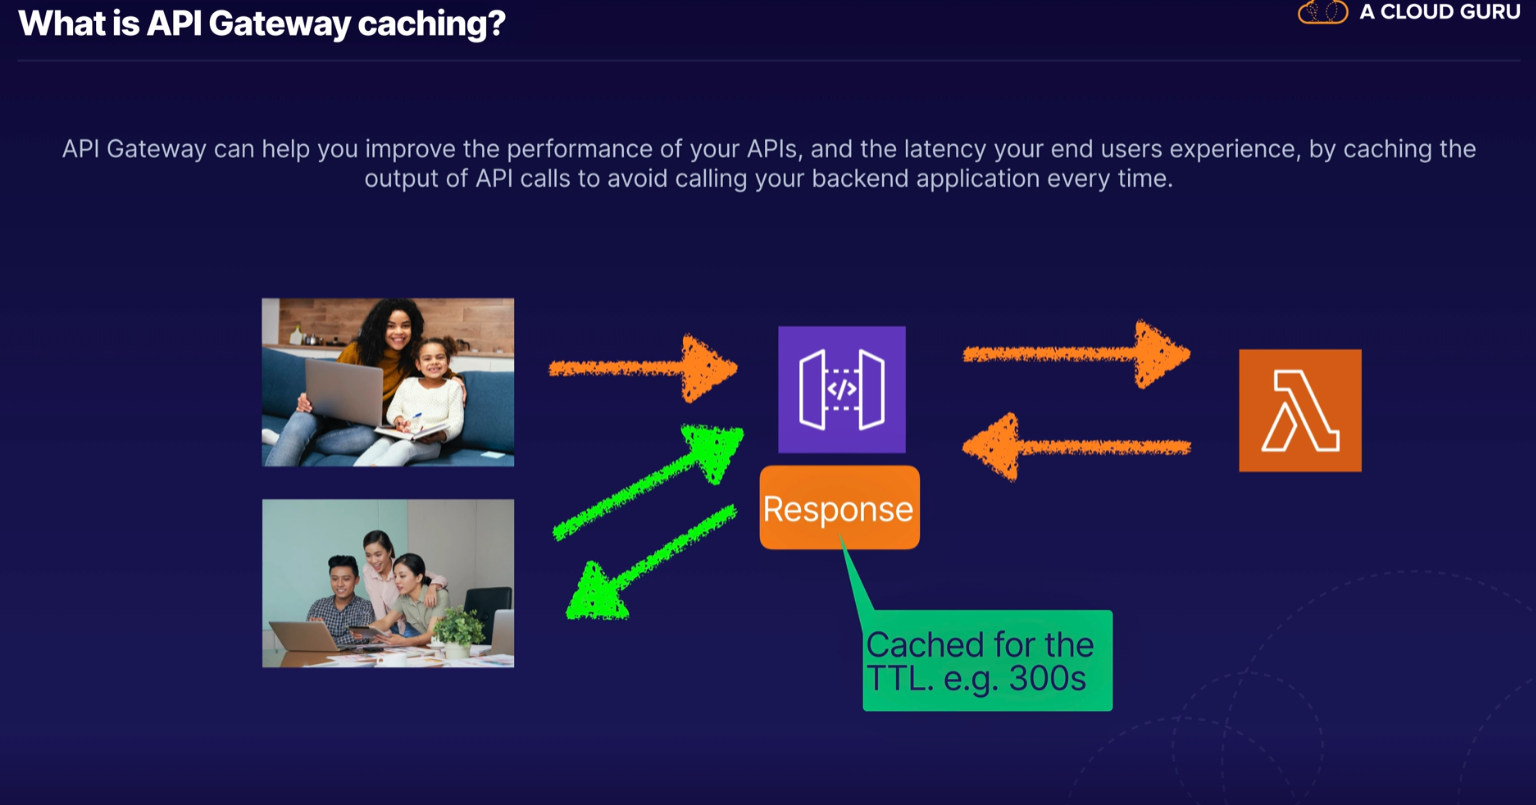 What is API Gateway caching?
A CLOUD GURU
API Gateway can help you improve the performance of your APIs, and the latency your end users experience, by caching the
output of API calls to avoid calling your backend application every time.
</>
Response
Cached for the
TTL. e.g. 300s